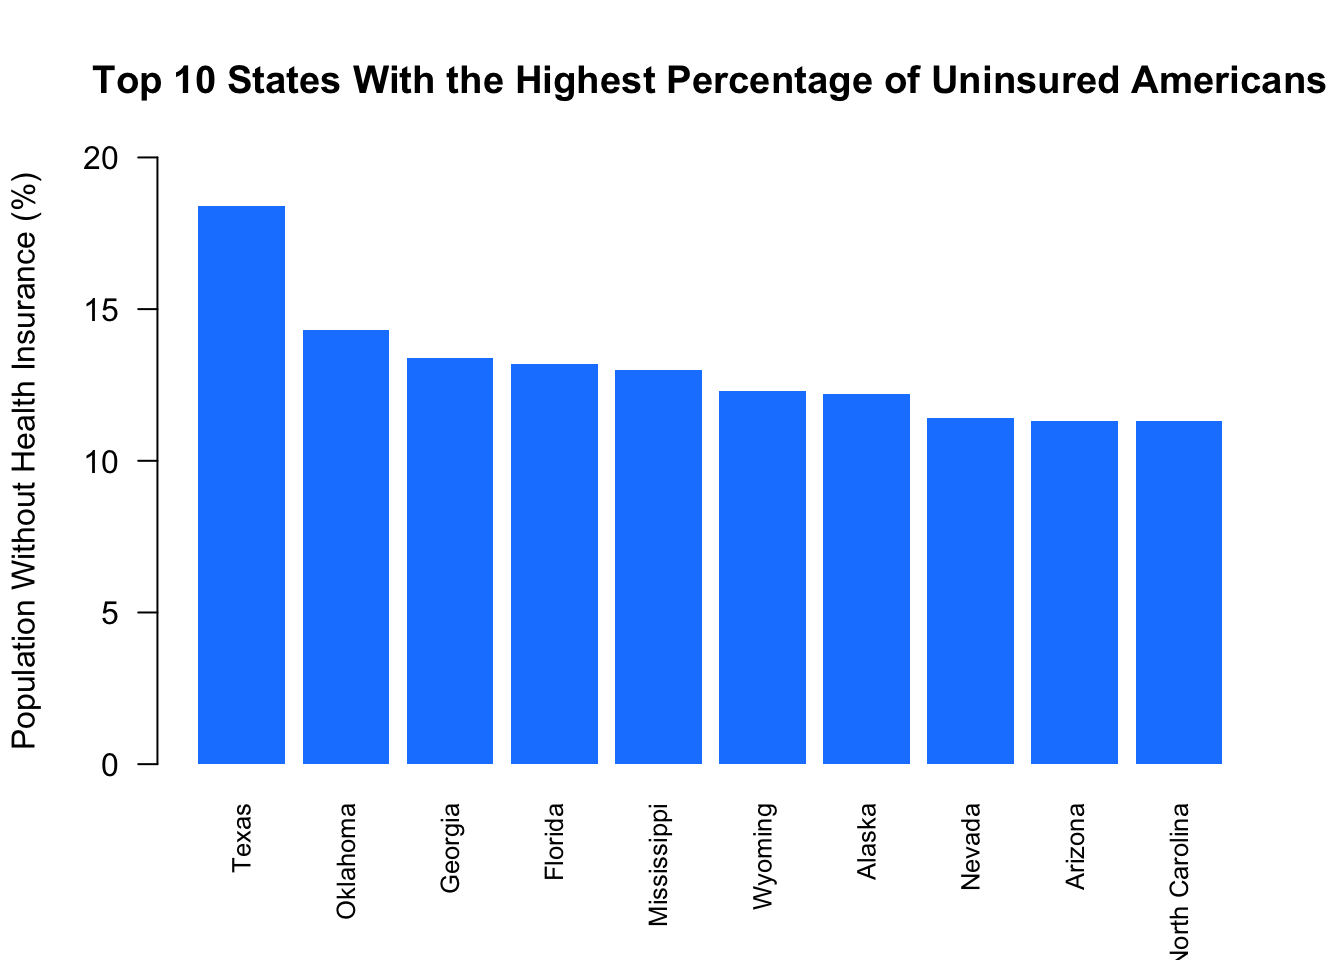 Top 10 States With the Highest Percentage of Uninsured Americans
Population Without Health Insurance (%)
20
15
10
5
0
Texas
Oklahoma
Georgia
Florida
Mississippi
Wyoming
Alaska
Nevada
Arizona
North Carolina